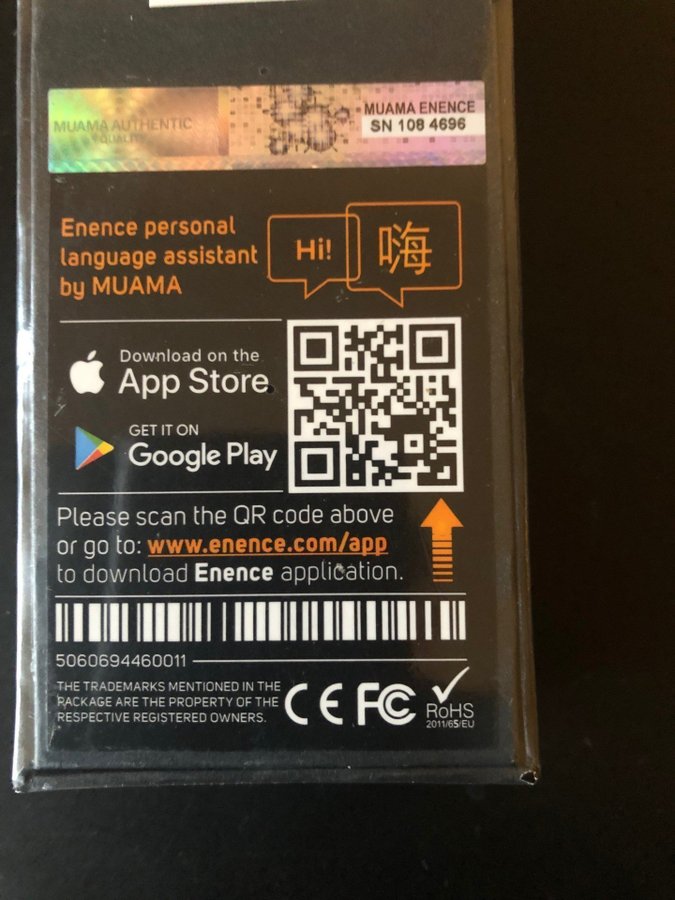 MUAMA AUTHENTIC
QUALITY
MUAMA ENENCE
SN 108 4696
Enence personal
language assistant
by MUAMA
Hi!
嗨
Download on the
App Store
GET IT ON
Google Play
Please scan the QR code above
or go to: www.enence.com/app
to download Enence application.
5060694460011
THE TRADEMARKS MENTIONED IN THE
PACKAGE ARE THE PROPERTY OF THE
RESPECTIVE REGISTERED OWNERS.
CE FC
RoHS
2011/65/EU